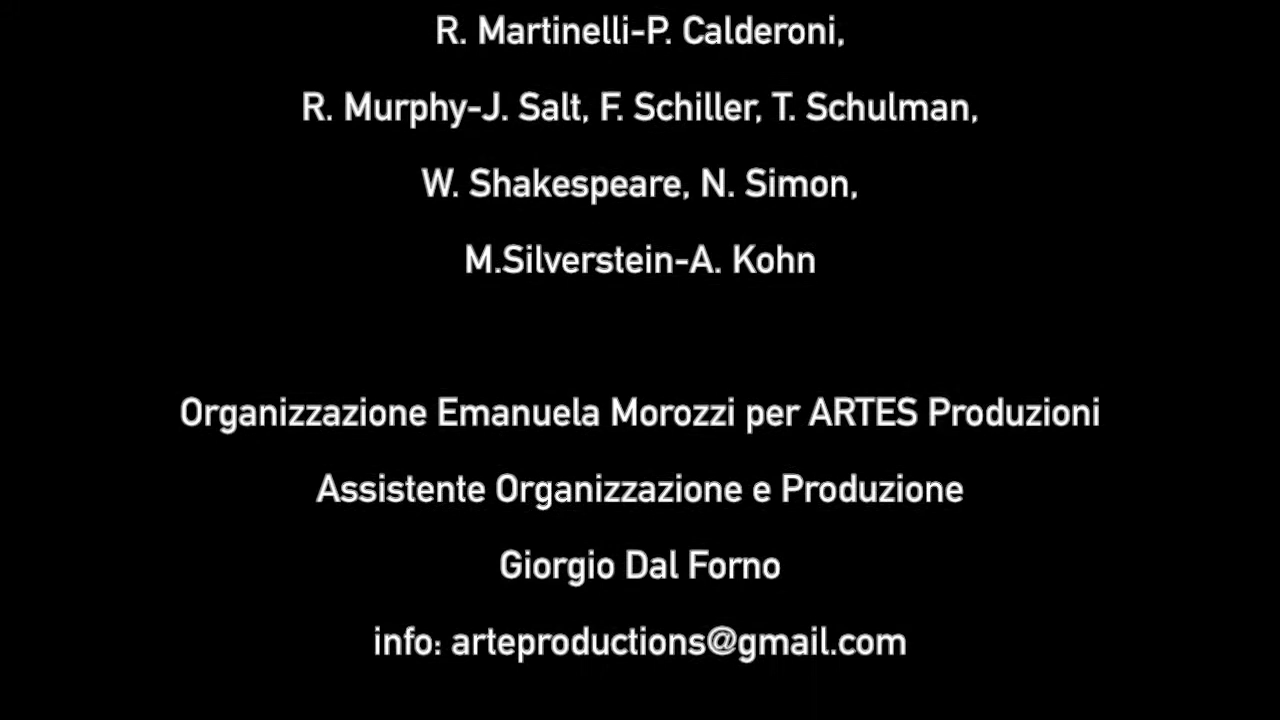 R. Martinelli-P. Calderoni,
R. Murphy-J. Salt, F. Schiller, T. Schulman,
W. Shakespeare, N. Simon,
M.Silverstein-A. Kohn
Organizzazione Emanuela Morozzi per ARTES Produzioni
Assistente Organizzazione e Produzione
Giorgio Dal Forno
info: arteproductions@gmail.com